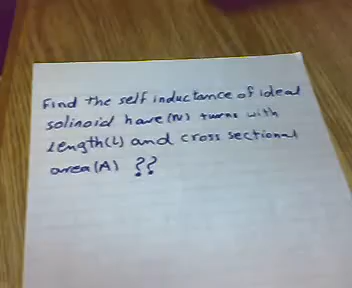 Find the self inductance of ideal
solinoid have (N) turns with
Length(L) and cross sectional
area(A) ??